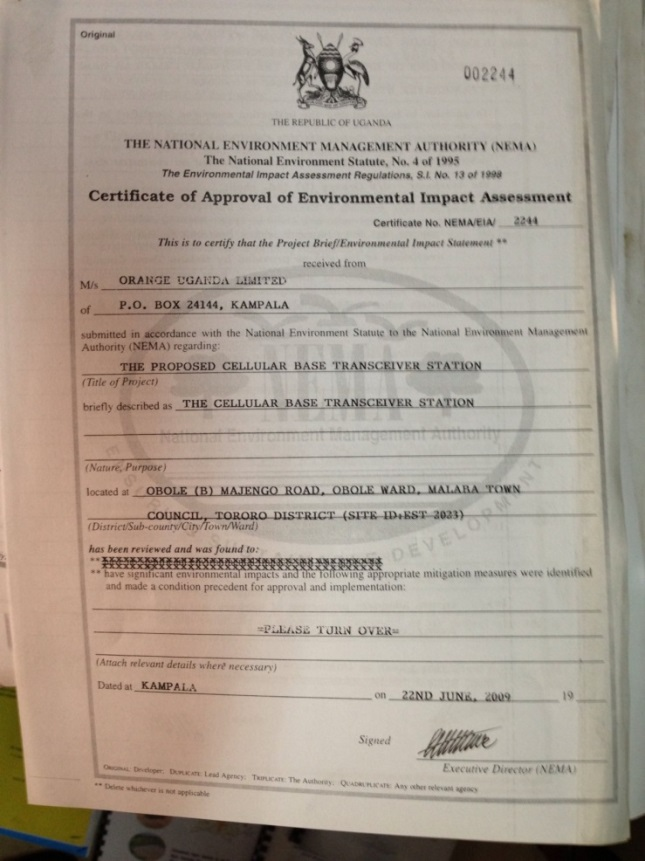 Original
002244
THE REPUBLIC OF UGANDA
THE NATIONAL ENVIRONMENT MANAGEMENT AUTHORITY (NEMA)
The National Environment Statute, No. 4 of 1995
The Environmental Impact Assessment Regulations, S.I. No. 13 of 1998
Certificate of Approval of Environmental Impact Assessment
Certificate No. NEMA/EIA/ 2244
This is to certify that the Project Brief/Environmental Impact Statement **
received from
M/s ORANGE UGANDA LIMITED
of P.O. BOX 24144, KAMPALA
submitted in accordance with the National Environment Statute to the National Environment Management
Authority (NEMA) regarding:
THE PROPOSED CELLULAR BASE TRANSCEIVER STATION
(Title of Project)
briefly described as THE CELLULAR BASE TRANSCEIVER STATION
NEMA
National Environment Management Authority
(Nature, Purpose)
located at OBOLE (B) MAJENGO ROAD, OBOLE WARD, MALABA TOWN
COUNCIL, TORORO DISTRICT (SITE ID:EST 2023)
(District/Sub-county/City/Town/Ward)
DEVELOPMENT
has been reviewed and was found to:
**
** have significant environmental impacts and the following appropriate mitigation measures were identified
and made a condition precedent for approval and implementation:
=PLEASE TURN OVER=
(Attach relevant details where necessary)
Dated at KAMPALA on 22ND JUNE, 2009 19
Signed
Executive Director (NEMA)
ORIGINAL: Developer; DUPLICATE: Lead Agency; TRIPLICATE: The Authority; QUADRUPLICATE: Any other relevant agency
** Delete whichever is not applicable